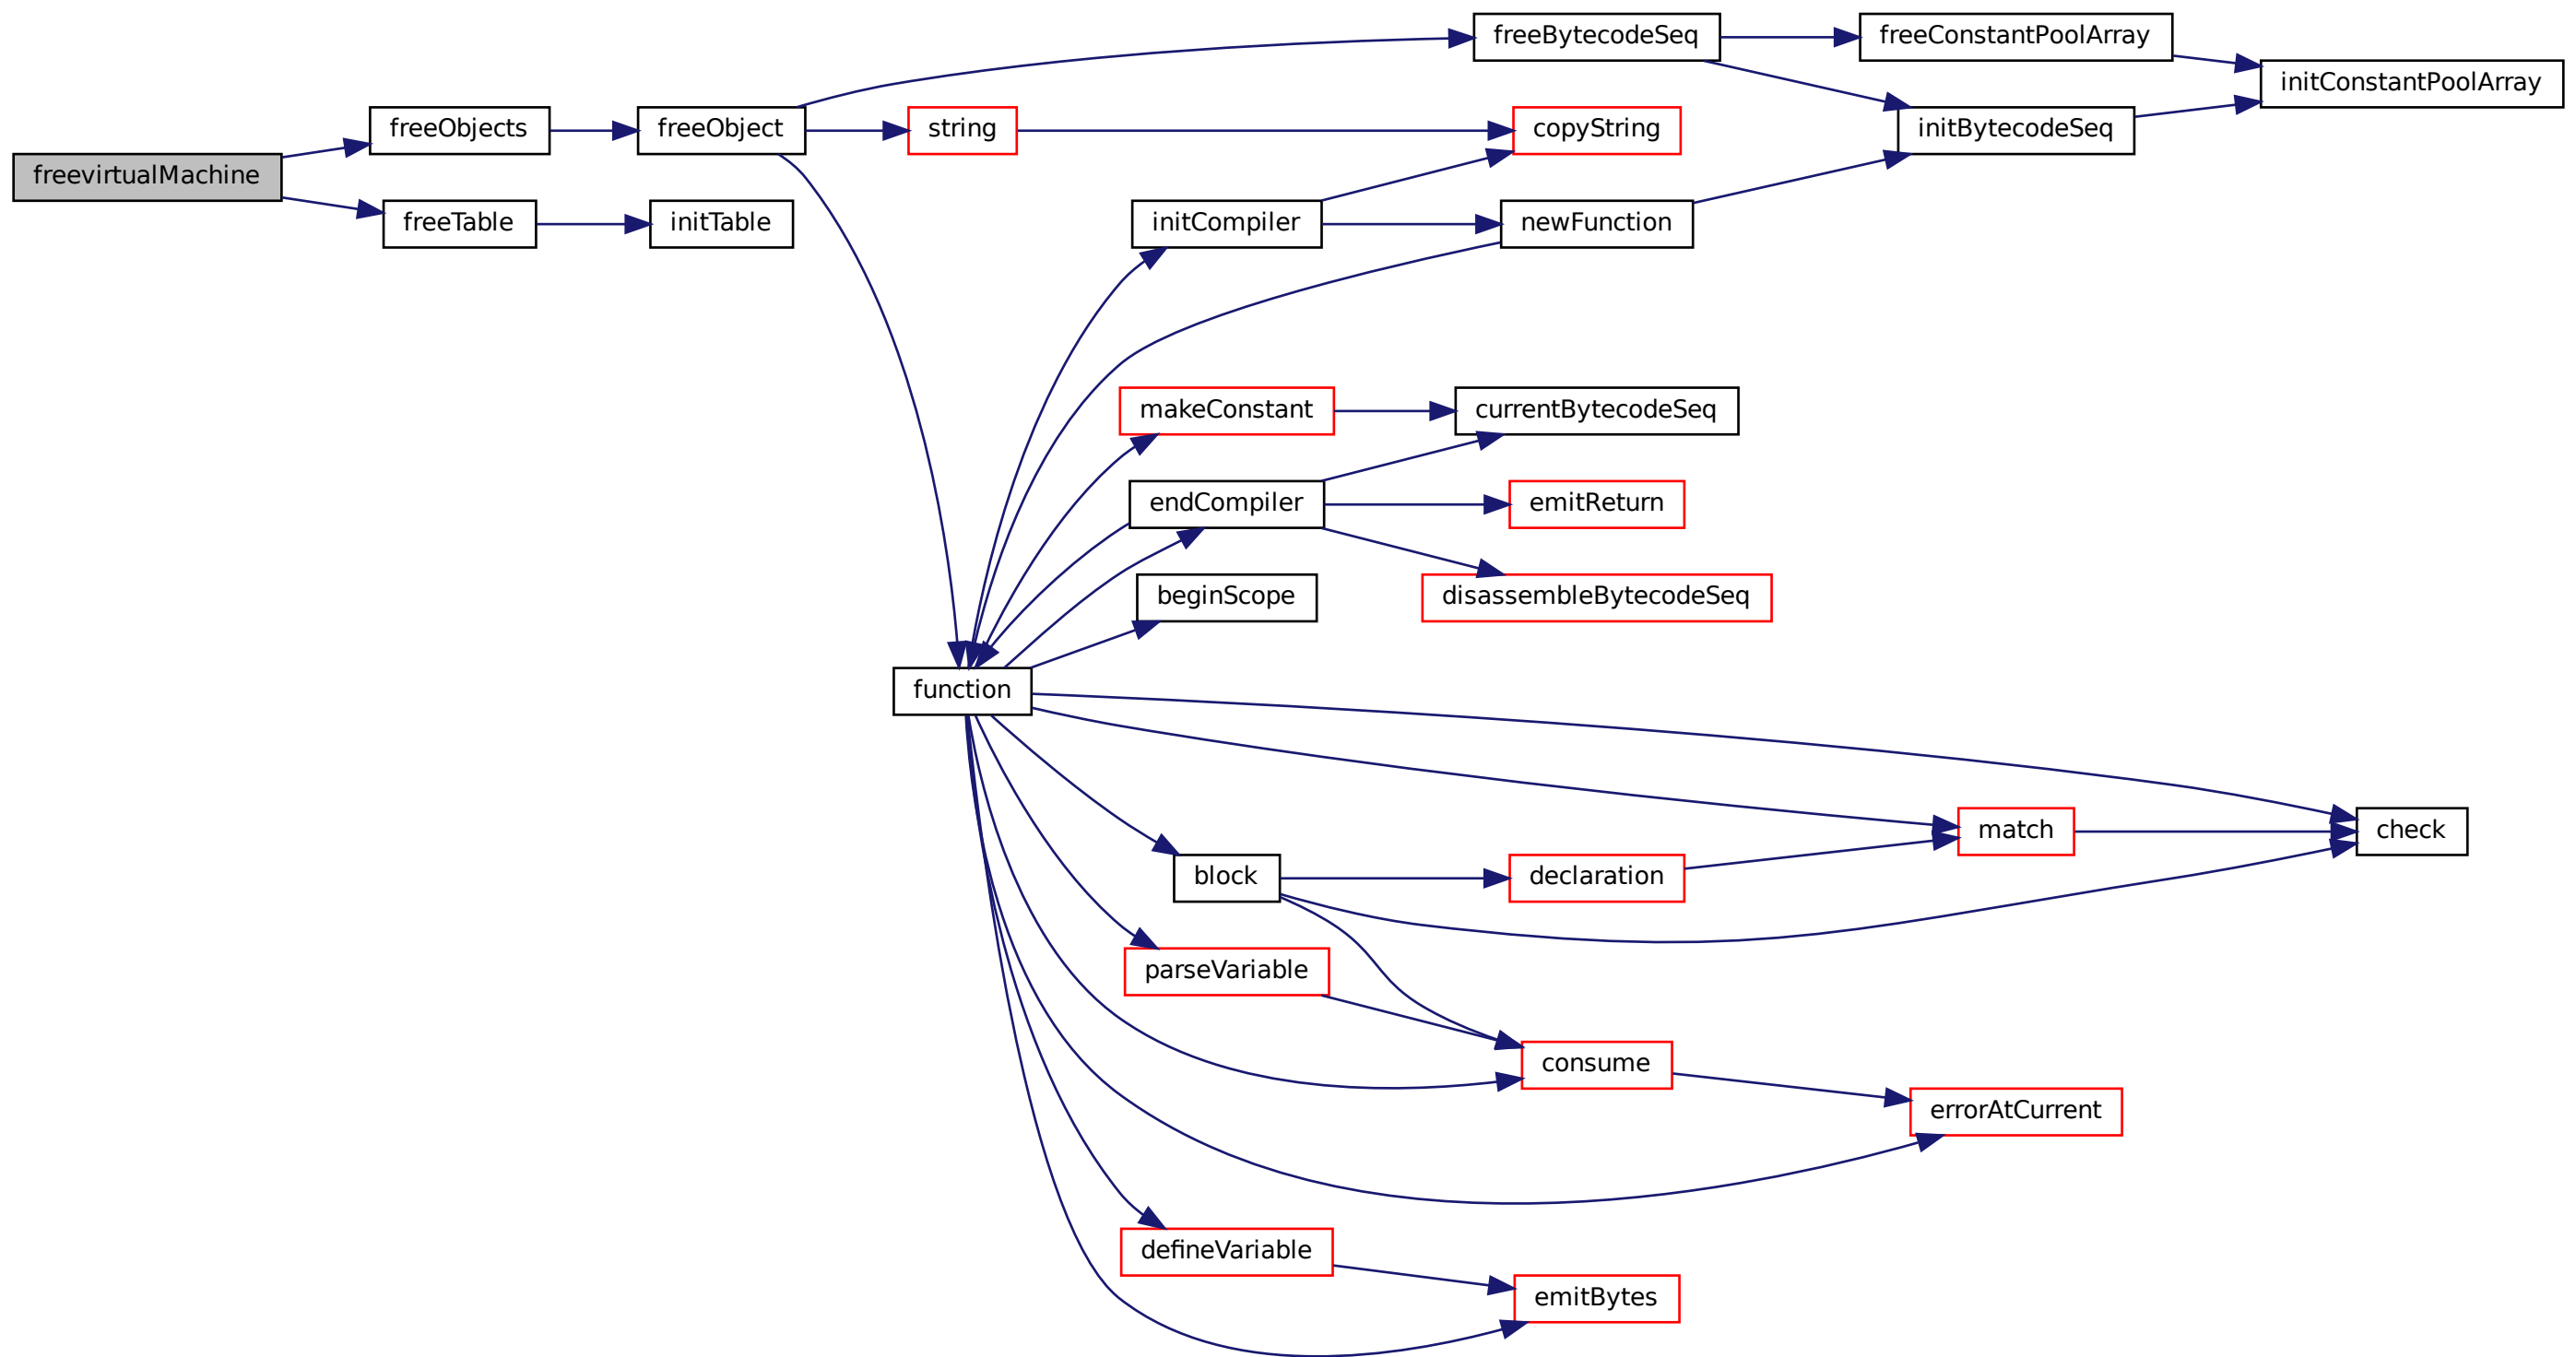 freevirtualMachine
freeObjects
freeTable
freeObject
initTable
freeBytecodeSeq
string
function
freeConstantPoolArray
initBytecodeSeq
initConstantPoolArray
copyString
initCompiler
newFunction
makeConstant
currentBytecodeSeq
endCompiler
emitReturn
disassembleBytecodeSeq
beginScope
match
check
block
declaration
parseVariable
consume
errorAtCurrent
defineVariable
emitBytes